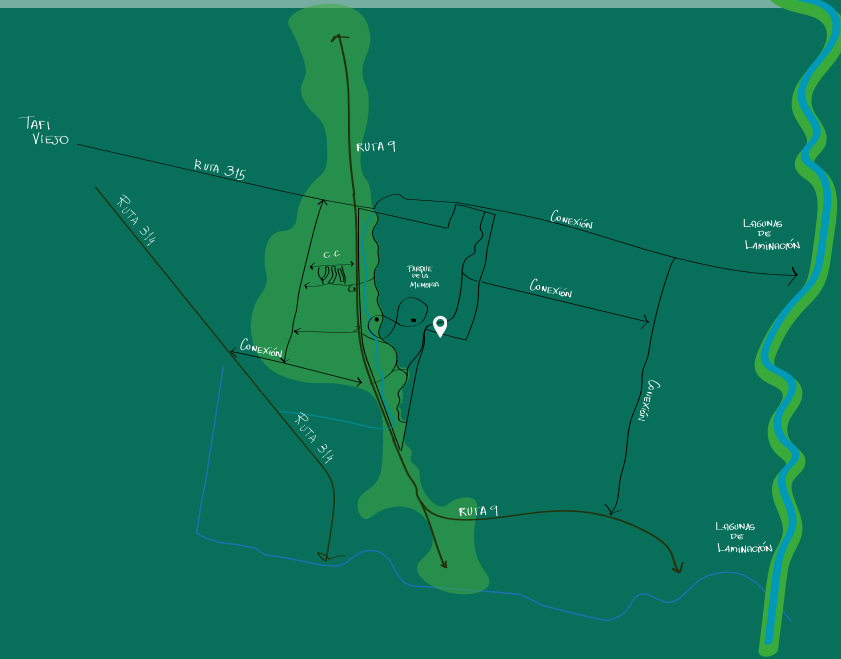 TAFI
VIEJO
RUTA 9
RUTA 315
RUTA 314
CONEXIÓN
LAGUNAS
DE
LAMINACIÓN
C.C
PARQUE
DE LA
MEMORIA
CONEXIÓN
CONEXIÓN
CONEXIÓN
RUTA 314
RUTA 9
LAGUNAS
DE
LAMINACIÓN